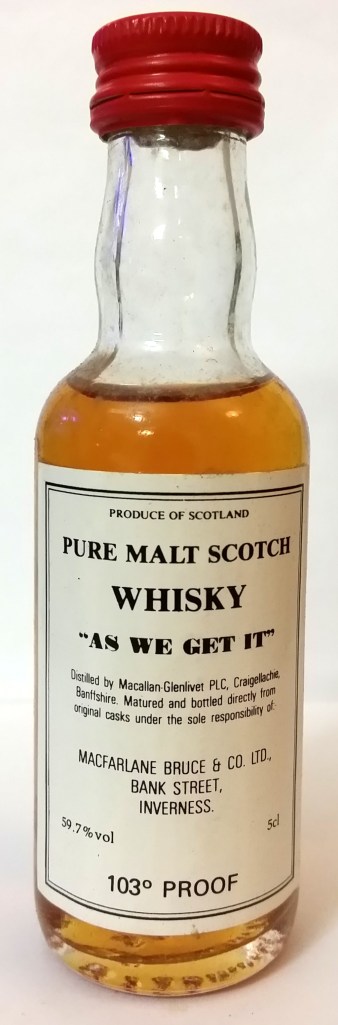 PRODUCE OF SCOTLAND
PURE MALT SCOTCH
WHISKY
"AS WE GET IT"
Distilled by Macallan-Glenlivet PLC, Craigellachie,
Banffshire. Matured and bottled directly from
original casks under the sole responsibility of:-
MACFARLANE BRUCE & CO. LTD.,
BANK STREET,
INVERNESS.
59.7%vol 5cl
103º PROOF